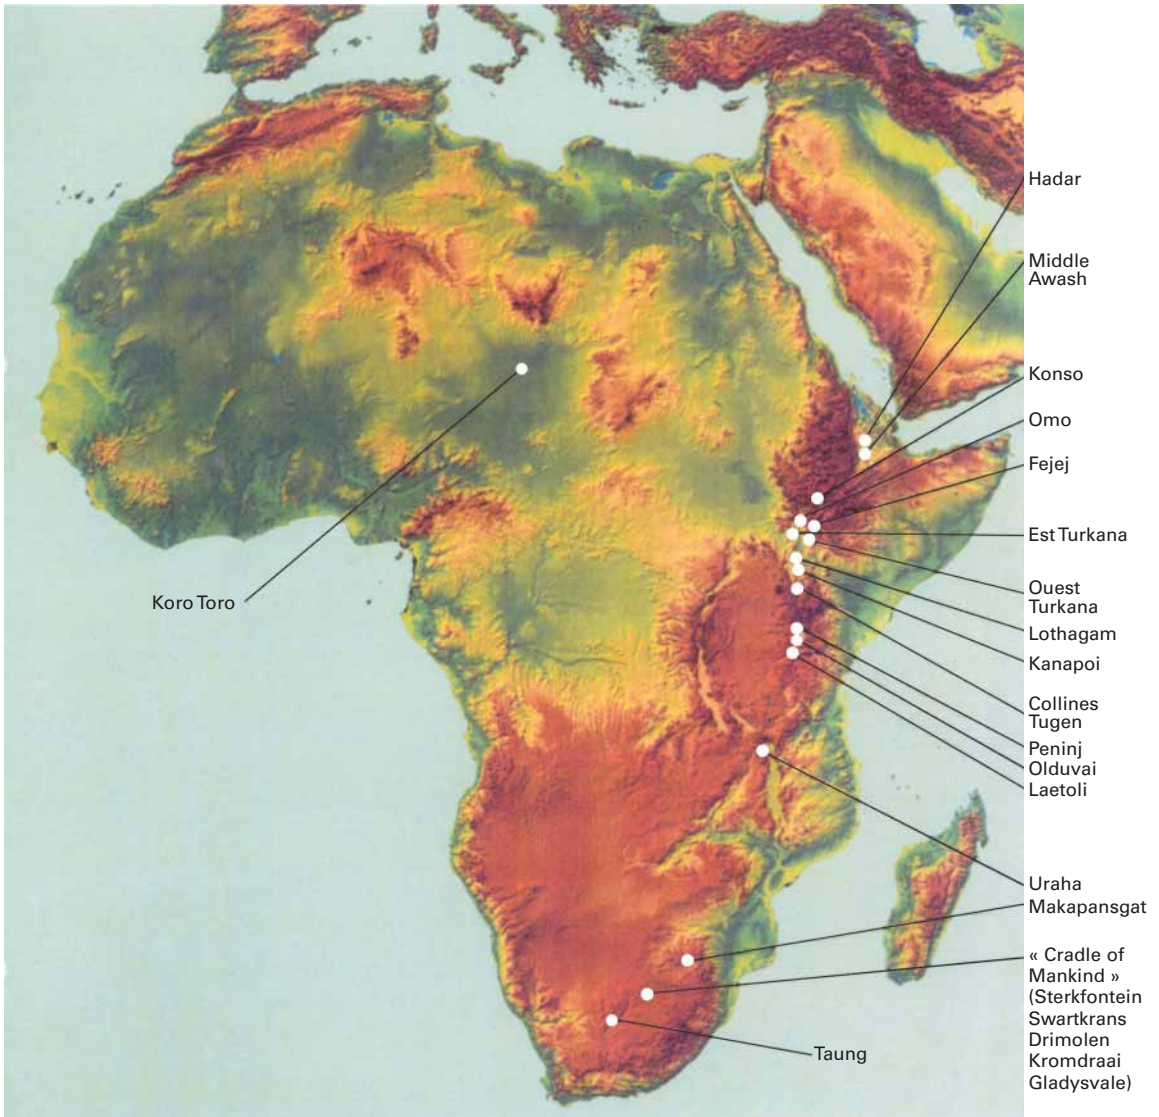 Hadar
Middle
Awash
Konso
Omo
Fejej
Est Turkana
Koro Toro
Ouest
Turkana
Lothagam
Kanapoi
Collines
Tugen
Peninj
Olduvai
Laetoli
Uraha
Makapansgat
« Cradle of
Mankind »
(Sterkfontein
Swartkrans
Drimolen
Kromdraai
Gladysvale)
Taung